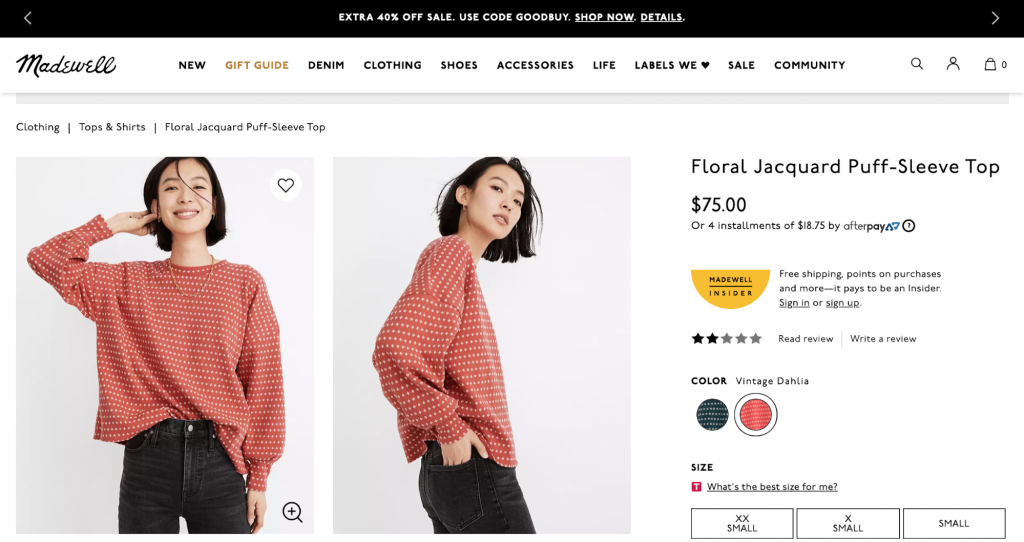 EXTRA 40% OFF SALE. USE CODE GOODBUY. SHOP NOW. DETAILS.
Madewell
NEW GIFT GUIDE DENIM CLOTHING SHOES ACCESSORIES LIFE LABELS WE ♥ SALE COMMUNITY
0
Clothing | Tops & Shirts | Floral Jacquard Puff-Sleeve Top
Floral Jacquard Puff-Sleeve Top
$75.00
Or 4 installments of $18.75 by afterpay ?
MADEWELL
INSIDER
Free shipping, points on purchases
and more—it pays to be an Insider.
Sign in or sign up.
Read review | Write a review
COLOR Vintage Dahlia
SIZE
T What's the best size for me?
XX
SMALL
X
SMALL
SMALL